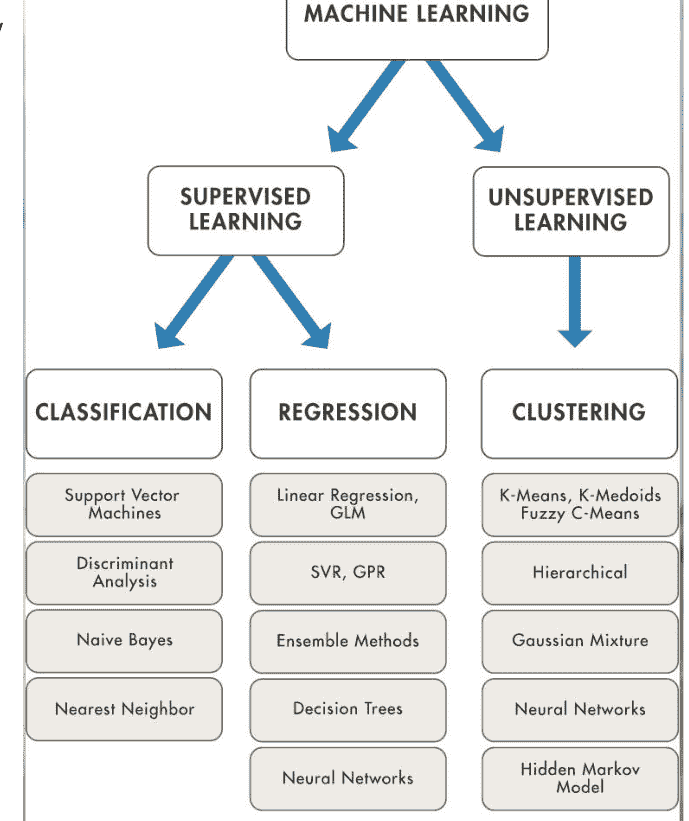 MACHINE LEARNING
SUPERVISED
LEARNING
UNSUPERVISED
LEARNING
CLASSIFICATION
REGRESSION
CLUSTERING
Support Vector
Machines
Discriminant
Analysis
Naive Bayes
Nearest Neighbor
Linear Regression,
GLM
SVR, GPR
Ensemble Methods
Decision Trees
Neural Networks
K-Means, K-Medoids
Fuzzy C-Means
Hierarchical
Gaussian Mixture
Neural Networks
Hidden Markov
Model